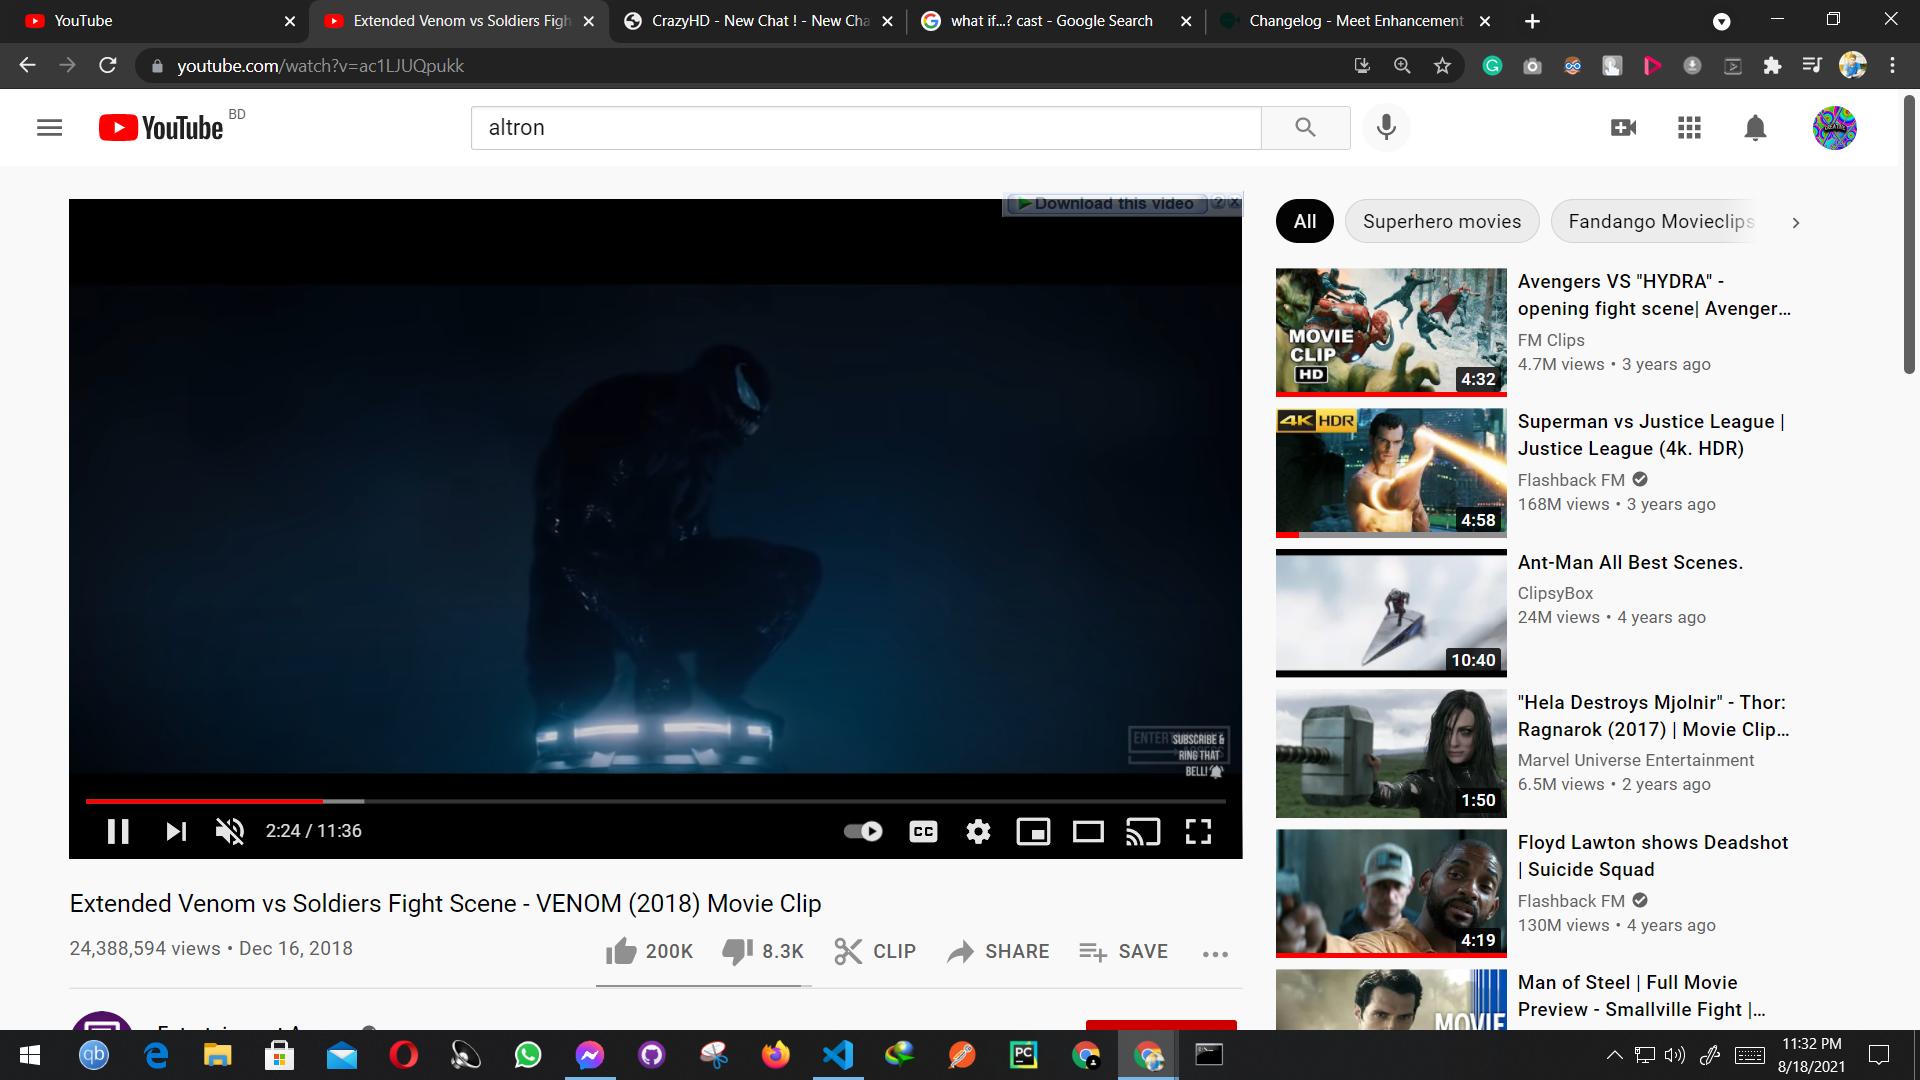 YouTube
Extended Venom vs Soldiers Figh
CrazyHD - New Chat ! - New Cha
what if...? cast - Google Search
Changelog - Meet Enhancement
youtube.com/watch?v=ac1LJUQpukk
YouTube BD
altron
Download this video ? x
All
Superhero movies
Fandango Movieclips
MOVIE
CLIP
HD
4:32
Avengers VS "HYDRA" -
opening fight scene| Avenger...
FM Clips
4.7M views • 3 years ago
4K HDR
4:58
Superman vs Justice League |
Justice League (4k. HDR)
Flashback FM
168M views • 3 years ago
10:40
Ant-Man All Best Scenes.
ClipsyBox
24M views • 4 years ago
1:50
"Hela Destroys Mjolnir" - Thor:
Ragnarok (2017) | Movie Clip...
Marvel Universe Entertainment
6.5M views • 2 years ago
4:19
Floyd Lawton shows Deadshot
| Suicide Squad
Flashback FM
130M views • 4 years ago
MOVIE
Man of Steel | Full Movie
Preview - Smallville Fight |...
SUBSCRIBE &
RING THAT
BELL!
2:24 / 11:36
CC
Extended Venom vs Soldiers Fight Scene - VENOM (2018) Movie Clip
24,388,594 views • Dec 16, 2018
200K
8.3K
CLIP
SHARE
SAVE
qb
PC
11:32 PM
8/18/2021